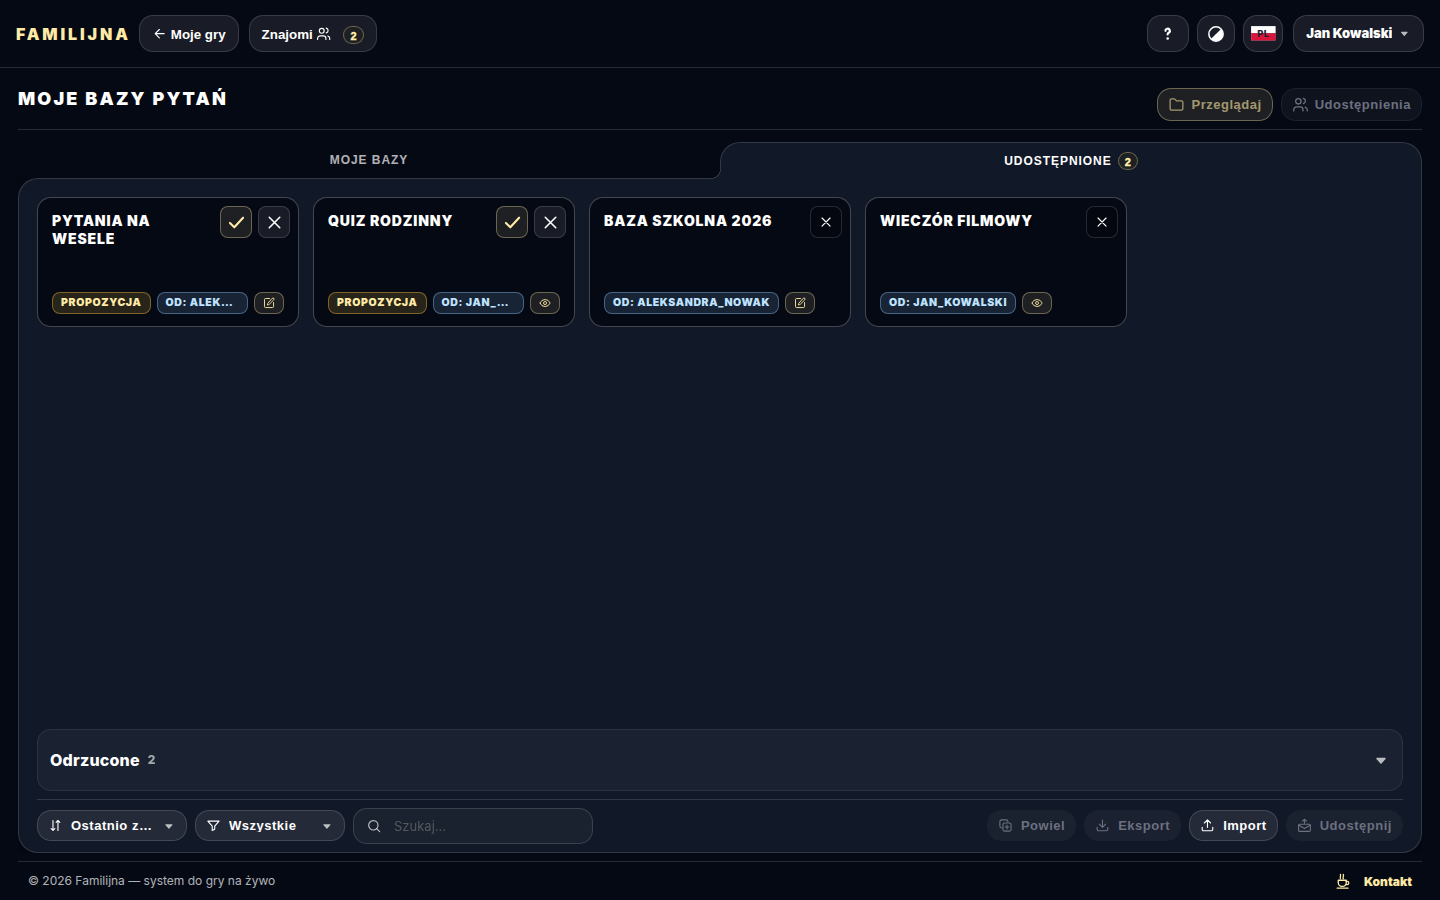 FAMILIJNA
Moje gry
Znajomi 2
?
PL
Jan Kowalski
MOJE BAZY PYTAŃ
Przeglądaj
Udostępnienia
MOJE BAZY
UDOSTĘPNIONE 2
PYTANIA NA
WESELE
PROPOZYCJA
OD: ALEK...
QUIZ RODZINNY
PROPOZYCJA
OD: JAN_...
BAZA SZKOLNA 2026
OD: ALEKSANDRA_NOWAK
WIECZÓR FILMOWY
OD: JAN_KOWALSKI
Odrzucone 2
Ostatnio z...
Wszystkie
Szukaj...
Powiel
Eksport
Import
Udostępnij
© 2026 Familijna — system do gry na żywo
Kontakt